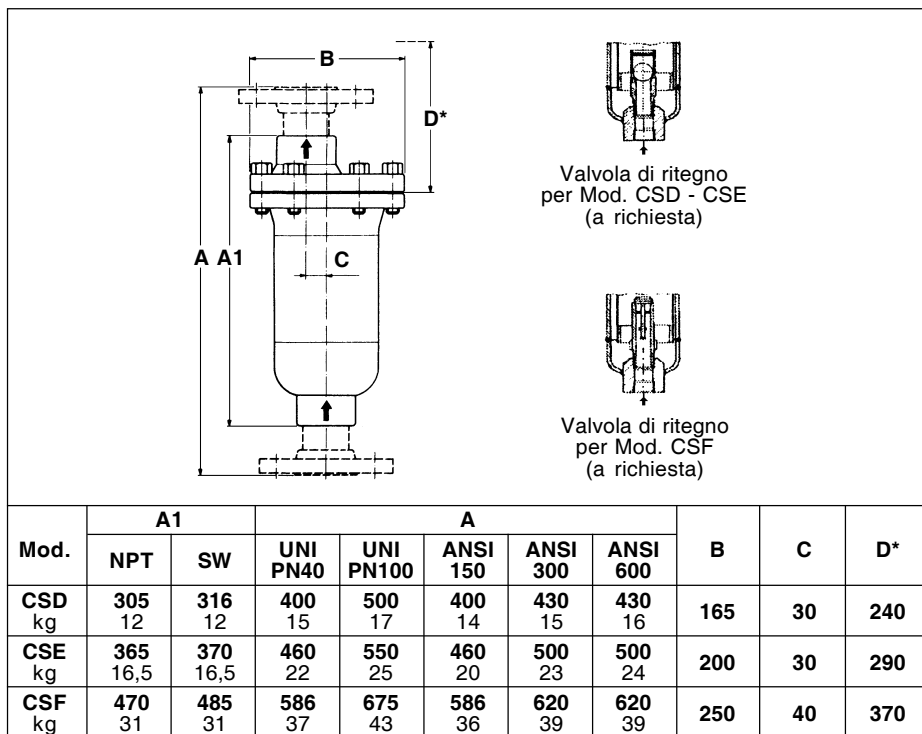 B
D*
A
A1
C
Valvola di ritegno
per Mod. CSD - CSE
(a richiesta)
Valvola di ritegno
per Mod. CSF
(a richiesta)
Mod. A1 A B C D*
NPT SW UNI PN40 UNI PN100 ANSI 150 ANSI 300 ANSI 600
CSD 305 316 400 500 400 430 430 165 30 240
kg 12 12 15 17 14 15 16
CSE 365 370 460 550 460 500 500 200 30 290
kg 16,5 16,5 22 25 20 23 24
CSF 470 485 586 675 586 620 620 250 40 370
kg 31 31 37 43 36 39 39